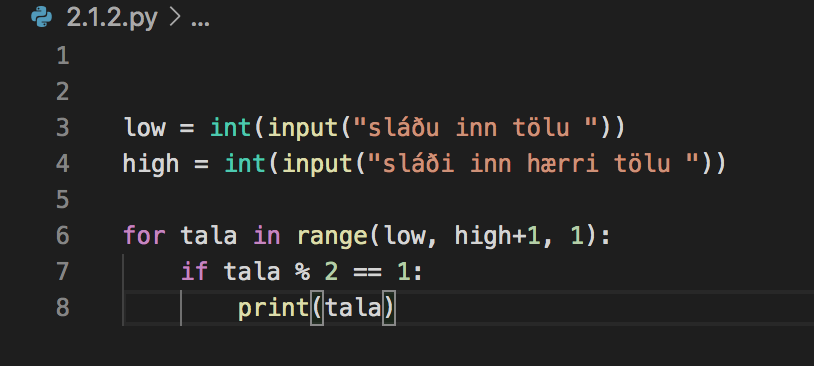 2.1.2.py > ...
1
2
3 low = int(input("sláðu inn tölu "))
4 high = int(input("sláði inn hærri tölu "))
5
6 for tala in range(low, high+1, 1):
7 if tala % 2 == 1:
8 print(tala)